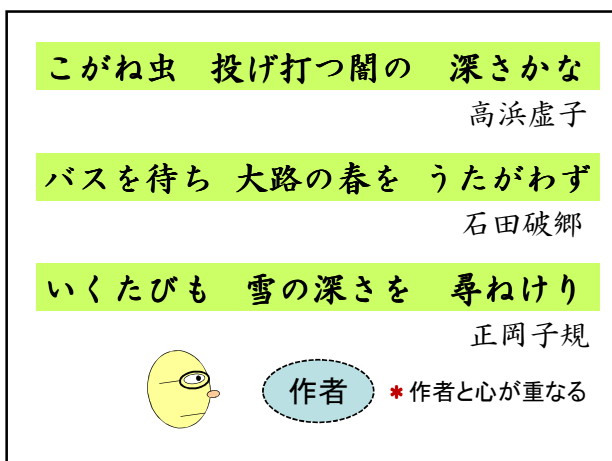 こがね虫　投げ打つ闇の　深さかな
高浜虚子
バスを待ち　大路の春を　うたがわず
石田破郷
いくたびも　雪の深さを　尋ねけり
正岡子規
作者
*作者と心が重なる